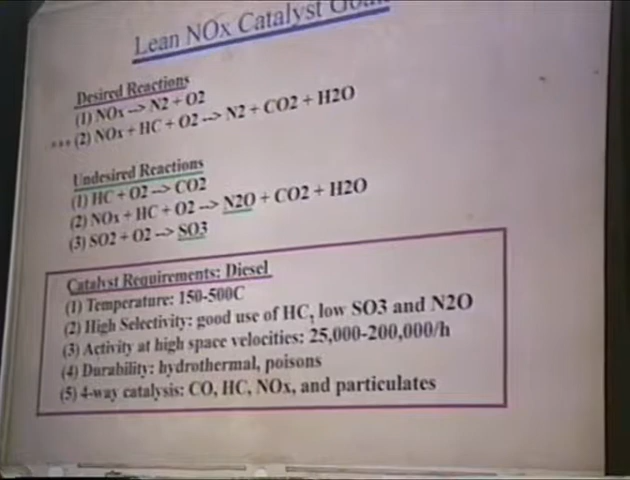 Lean NOx Catalyst Goals
Desired Reactions
(1) NOx --> N2 + O2
*** (2) NOx + HC + O2 --> N2 + CO2 + H2O
Undesired Reactions
(1) HC + O2 --> CO2
(2) NOx + HC + O2 --> N2O + CO2 + H2O
(3) SO2 + O2 --> SO3
Catalyst Requirements: Diesel
(1) Temperature: 150-500C
(2) High Selectivity: good use of HC, low SO3 and N2O
(3) Activity at high space velocities: 25,000-200,000/h
(4) Durability: hydrothermal, poisons
(5) 4-way catalysis: CO, HC, NOx, and particulates